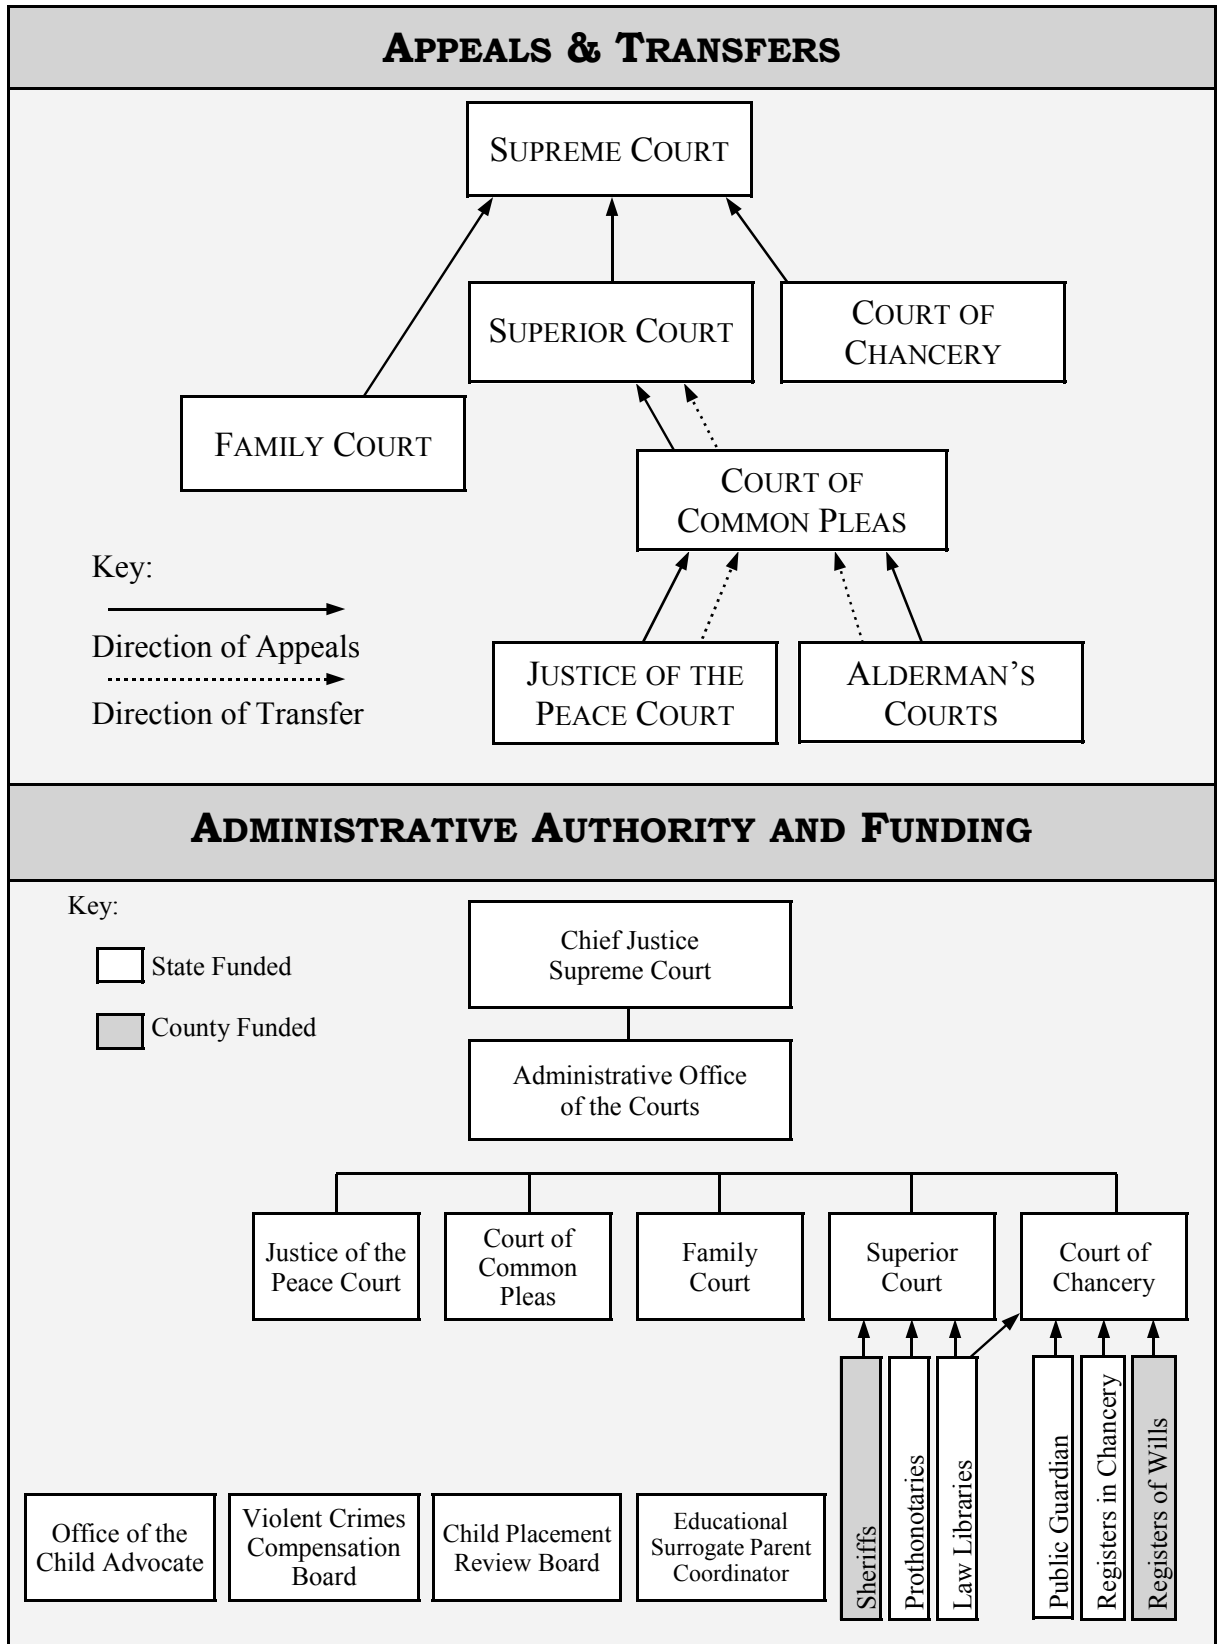 APPEALS & TRANSFERS
SUPREME COURT
SUPERIOR COURT
COURT OF
CHANCERY
FAMILY COURT
COURT OF
COMMON PLEAS
Key:
Direction of Appeals
Direction of Transfer
JUSTICE OF THE
PEACE COURT
ALDERMAN'S
COURTS
ADMINISTRATIVE AUTHORITY AND FUNDING
Key:
State Funded
County Funded
Chief Justice
Supreme Court
Administrative Office
of the Courts
Justice of the
Peace Court
Court of
Common
Pleas
Family
Court
Superior
Court
Court of
Chancery
Sheriffs
Prothonotaries
Law Libraries
Public Guardian
Registers in Chancery
Registers of Wills
Office of the
Child Advocate
Violent Crimes
Compensation
Board
Child Placement
Review Board
Educational
Surrogate Parent
Coordinator